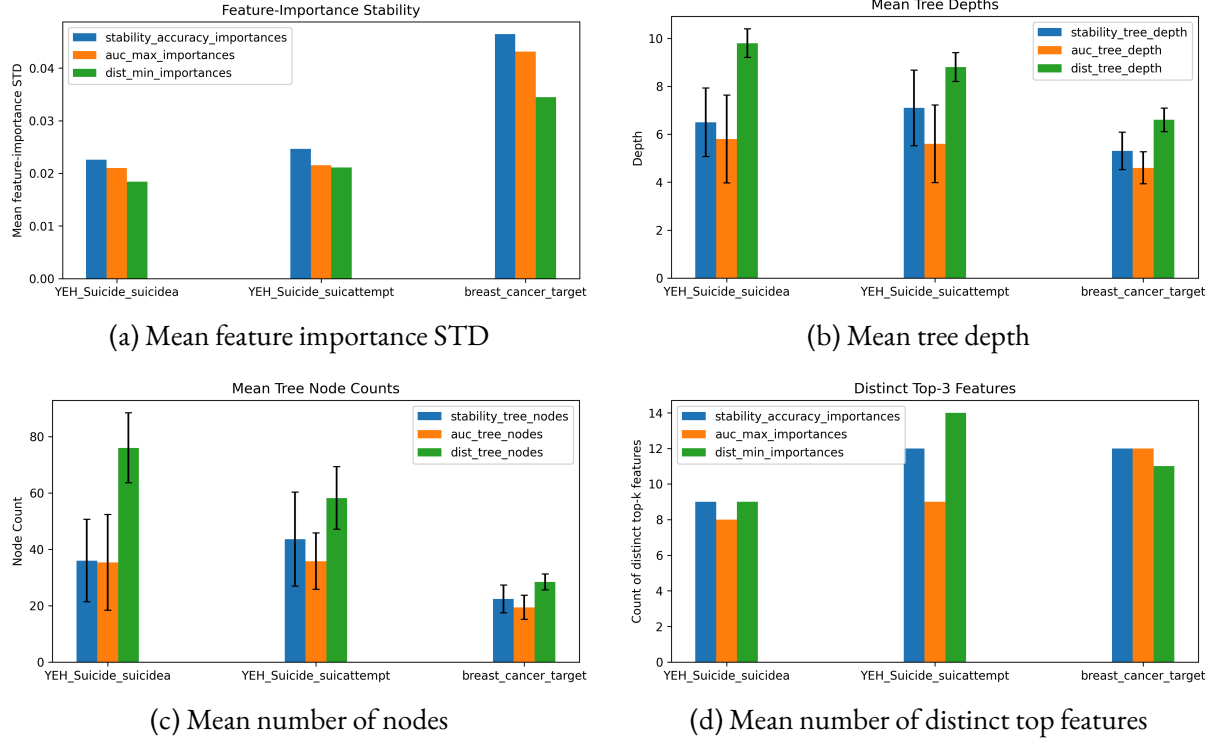 Feature-Importance Stability
stability_accuracy_importances
auc_max_importances
dist_min_importances
Mean feature-importance STD
0.04
0.03
0.02
0.01
0.00
YEH_Suicide_suicidea
YEH_Suicide_suicattempt
breast_cancer_target
(a) Mean feature importance STD
Mean Tree Depths
stability_tree_depth
auc_tree_depth
dist_tree_depth
Depth
10
8
6
4
2
0
YEH_Suicide_suicidea
YEH_Suicide_suicattempt
breast_cancer_target
(b) Mean tree depth
Mean Tree Node Counts
stability_tree_nodes
auc_tree_nodes
dist_tree_nodes
Node Count
80
60
40
20
0
YEH_Suicide_suicidea
YEH_Suicide_suicattempt
breast_cancer_target
(c) Mean number of nodes
Distinct Top-3 Features
stability_accuracy_importances
auc_max_importances
dist_min_importances
Count of distinct top-k features
14
12
10
8
6
4
2
0
YEH_Suicide_suicidea
YEH_Suicide_suicattempt
breast_cancer_target
(d) Mean number of distinct top features